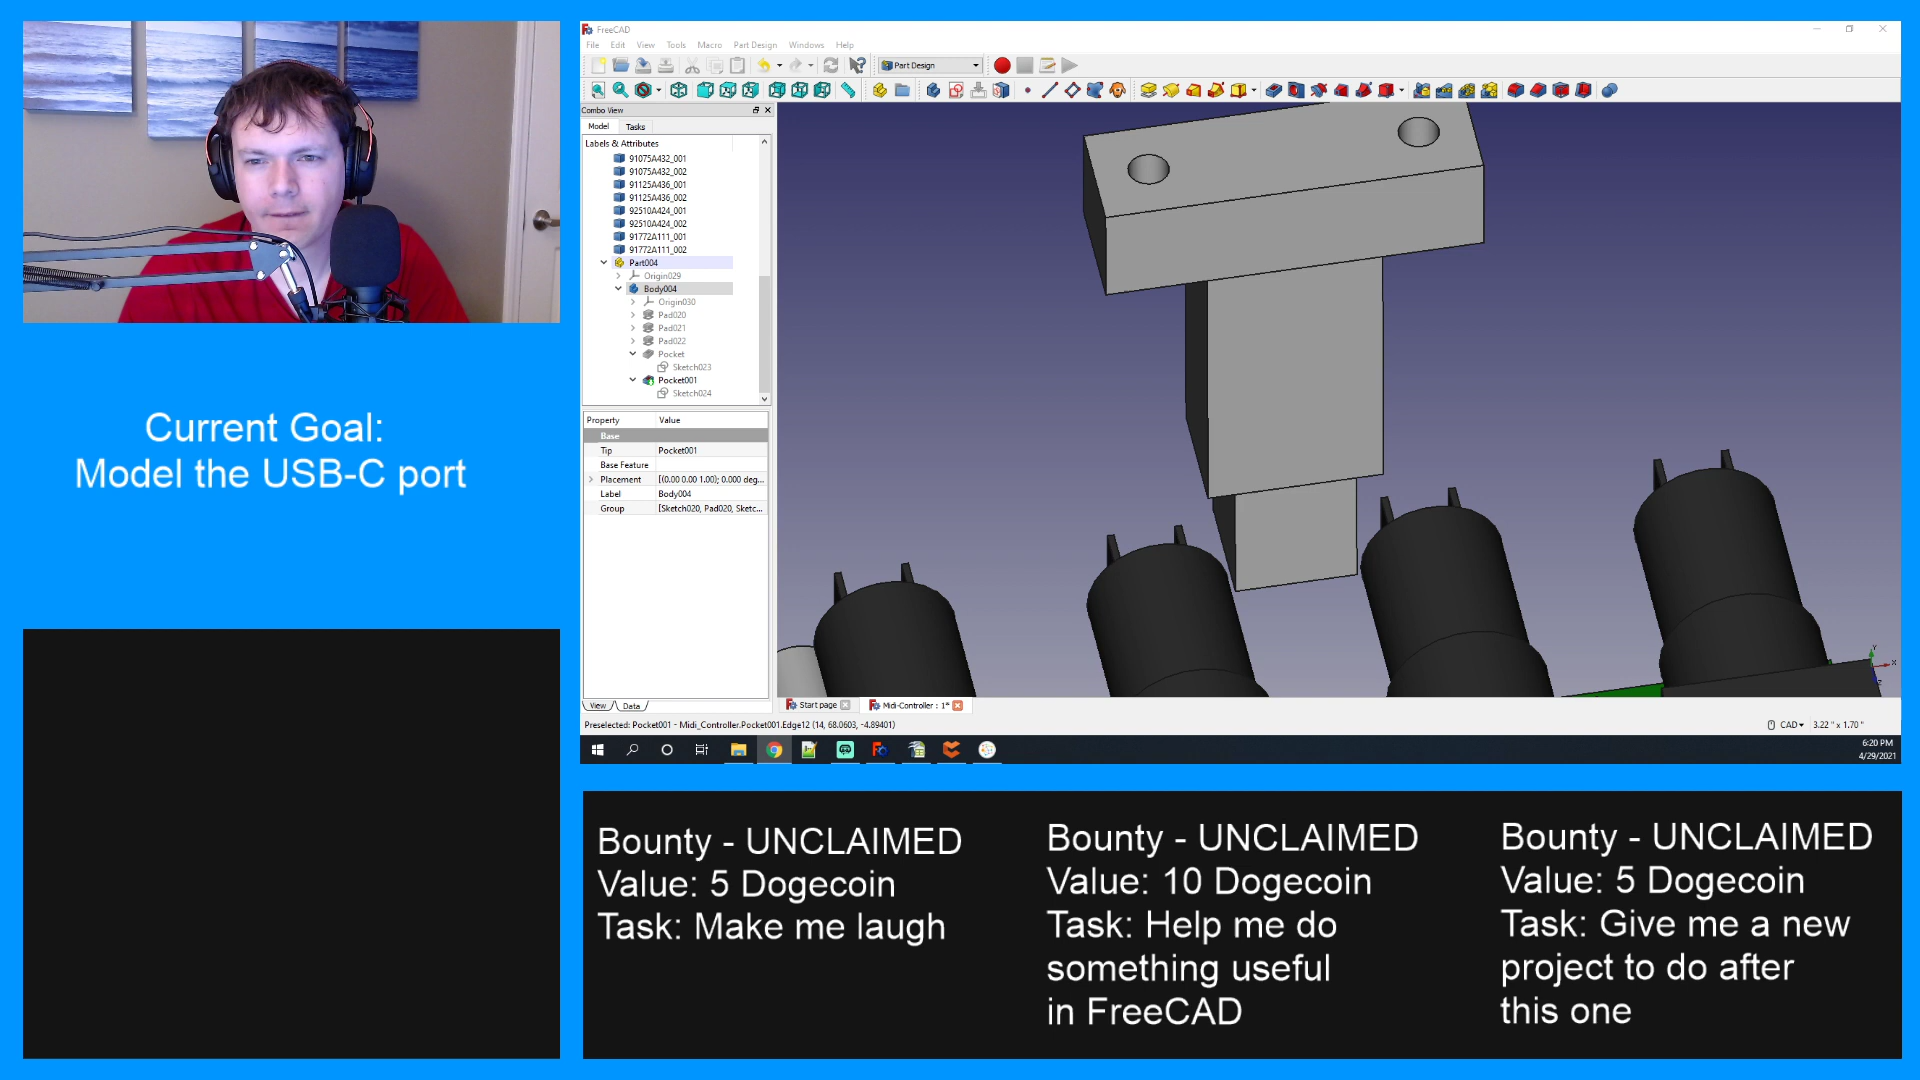 Current Goal:
Model the USB-C port
FreeCAD
File Edit View Tools Macro Part Design Windows Help
Part Design
Combo View
Model Tasks
Labels & Attributes
91075A432_001
91075A432_002
91125A436_001
91125A436_002
92510A424_001
92510A424_002
91772A111_001
91772A111_002
Part004
Origin029
Body004
Origin030
Pad020
Pad021
Pad022
Pocket
Sketch023
Pocket001
Sketch024
Property Value
Base
Tip Pocket001
Base Feature
Placement [(0.00 0.00 1.00); 0.000 deg...
Label Body004
Group [Sketch020, Pad020, Sketc...
View Data
Start page
Midi-Controller : 1*
Preselected: Pocket001 - Midi_Controller.Pocket001.Edge12 (14, 68.0603, -4.89401)
CAD 3.22 " x 1.70 "
6:20 PM
4/29/2021
Bounty - UNCLAIMED
Value: 5 Dogecoin
Task: Make me laugh
Bounty - UNCLAIMED
Value: 10 Dogecoin
Task: Help me do
something useful
in FreeCAD
Bounty - UNCLAIMED
Value: 5 Dogecoin
Task: Give me a new
project to do after
this one